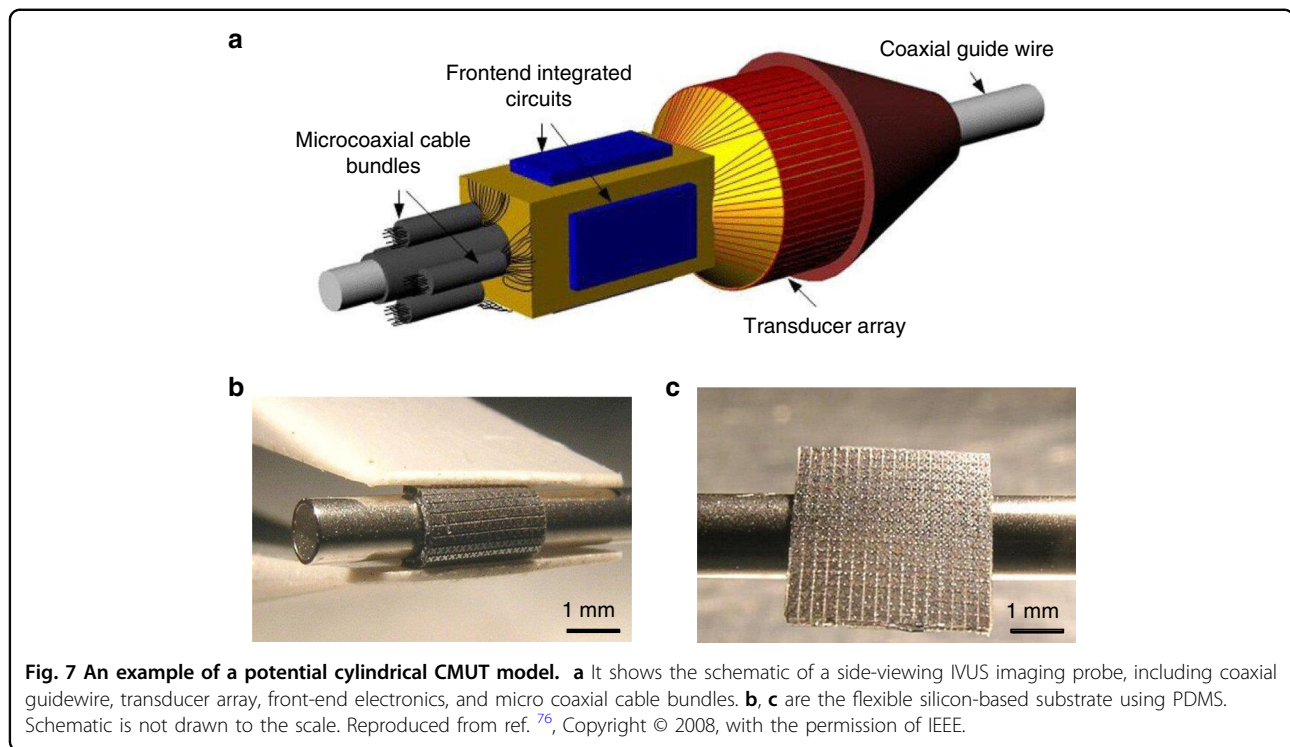 a
Coaxial guide wire
Frontend integrated
circuits
Microcoaxial cable
bundles
Transducer array
b
1 mm
c
1 mm
Fig. 7 An example of a potential cylindrical CMUT model. a It shows the schematic of a side-viewing IVUS imaging probe, including coaxial
guidewire, transducer array, front-end electronics, and micro coaxial cable bundles. b, c are the flexible silicon-based substrate using PDMS.
Schematic is not drawn to the scale. Reproduced from ref. 76, Copyright © 2008, with the permission of IEEE.